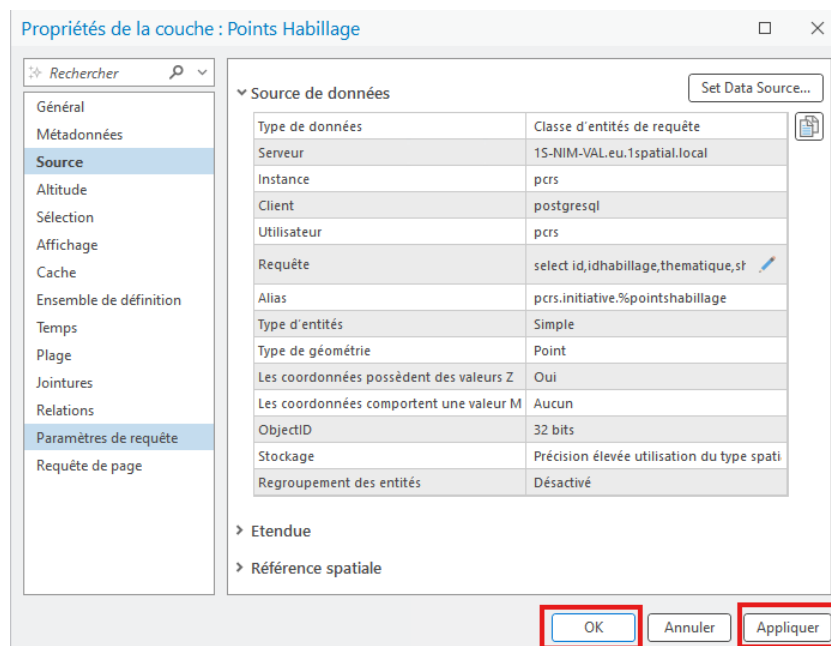 Propriétés de la couche : Points Habillage
Rechercher
Général
Métadonnées
Source
Altitude
Sélection
Affichage
Cache
Ensemble de définition
Temps
Plage
Jointures
Relations
Paramètres de requête
Requête de page
Source de données
Set Data Source...
Type de données Classe d'entités de requête
Serveur 1S-NIM-VAL.eu.1spatial.local
Instance pcrs
Client postgresql
Utilisateur pcrs
Requête select id,idhabillage,thematique,sh
Alias pcrs.initiative.%pointshabillage
Type d'entités Simple
Type de géométrie Point
Les coordonnées possèdent des valeurs Z Oui
Les coordonnées comportent une valeur M Aucun
ObjectID 32 bits
Stockage Précision élevée utilisation du type spati
Regroupement des entités Désactivé
Etendue
Référence spatiale
OK Annuler Appliquer